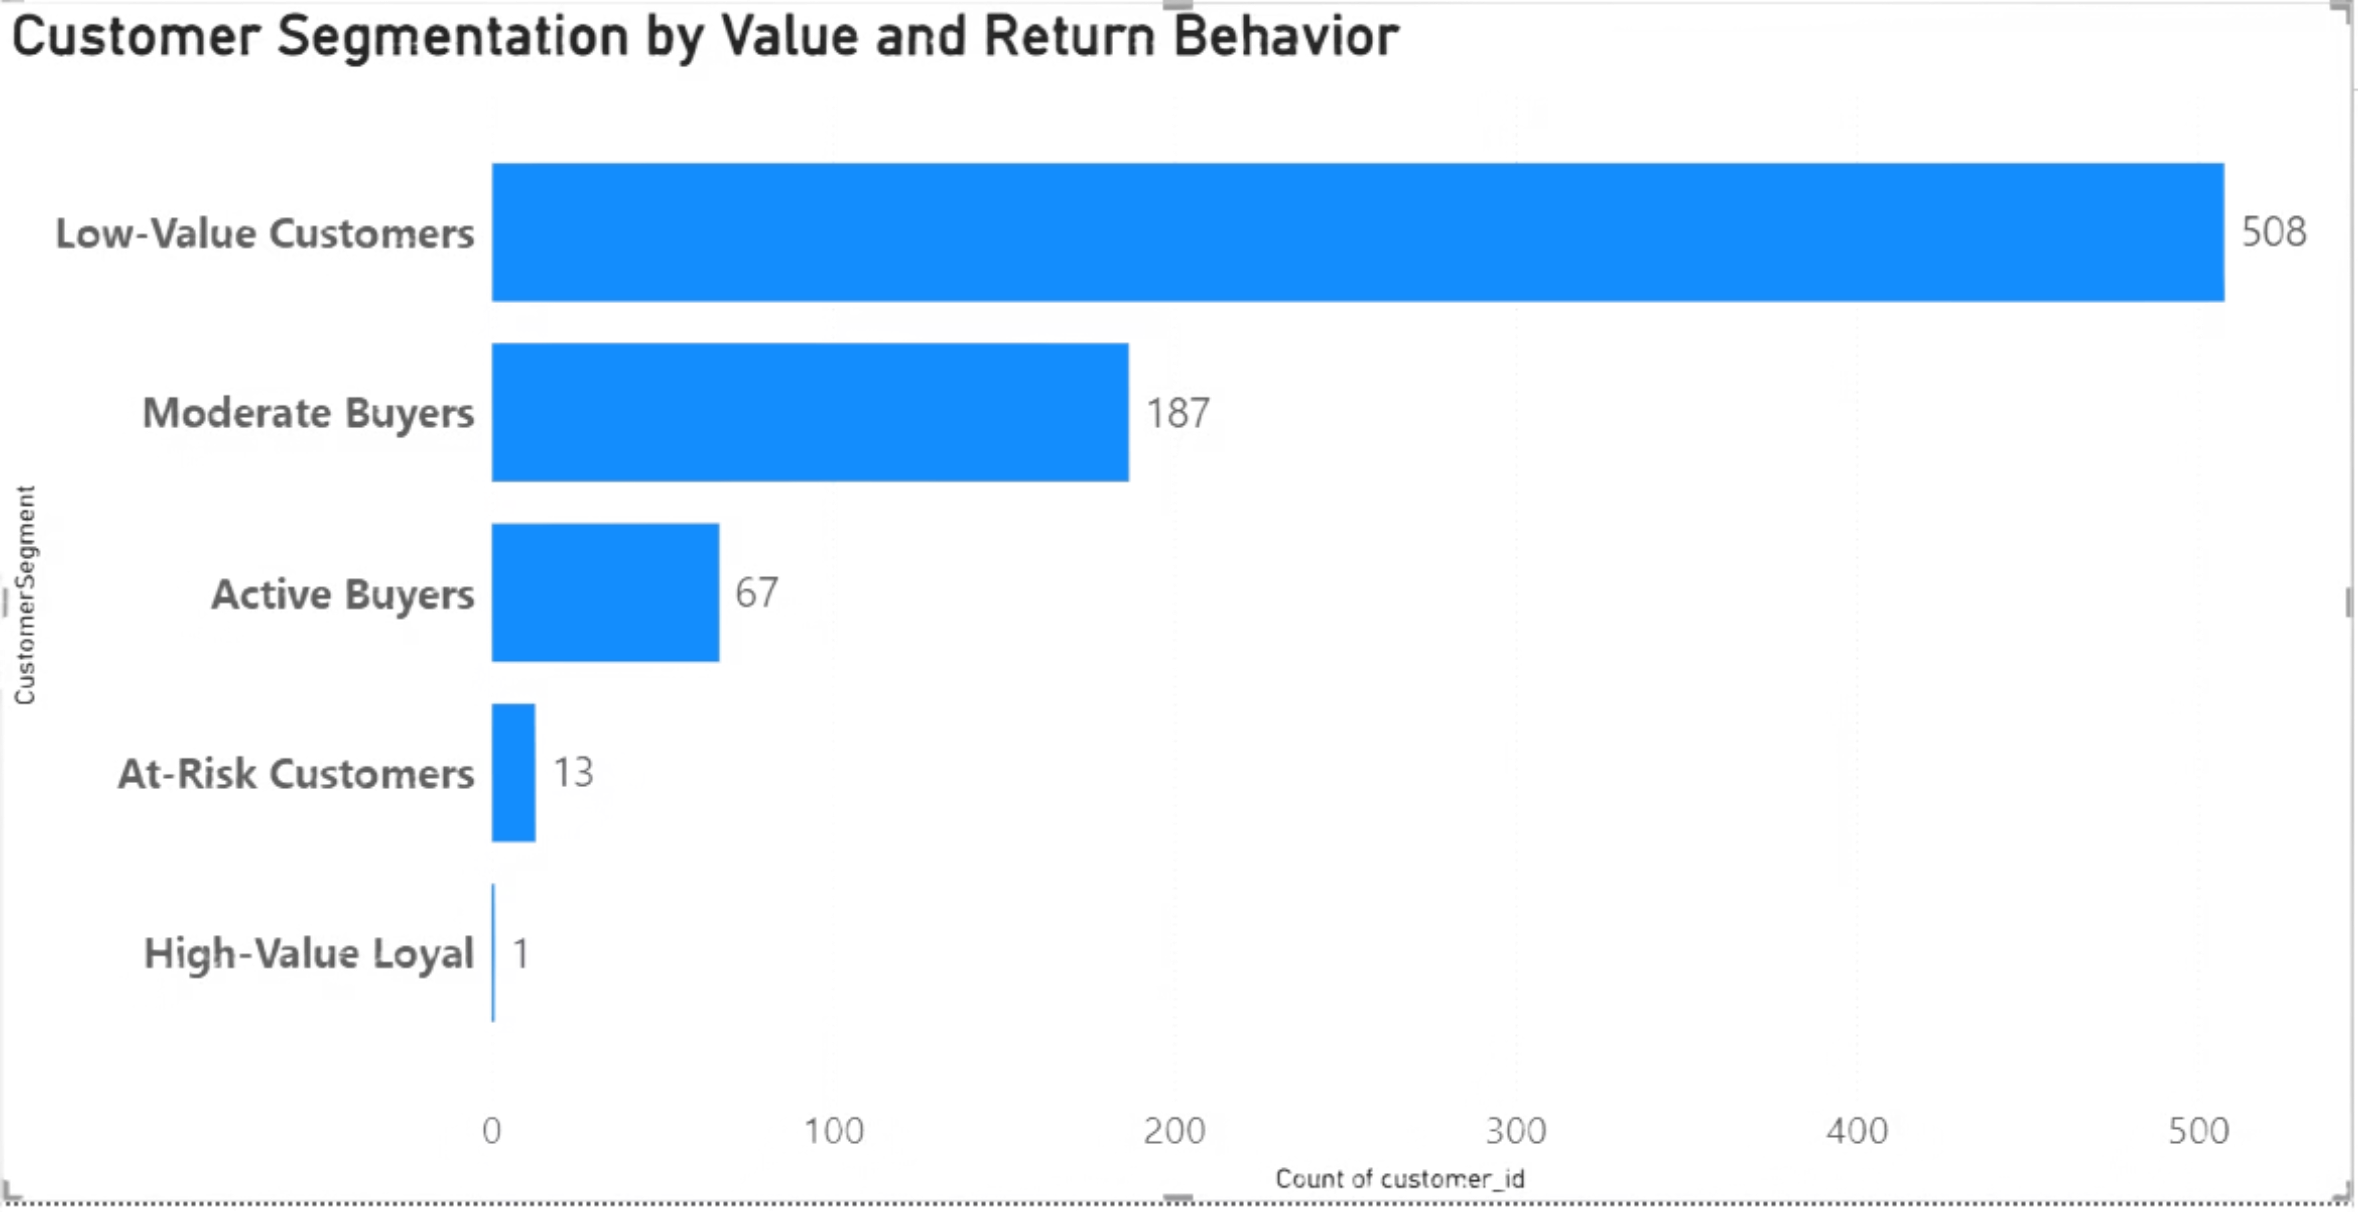 Customer Segmentation by Value and Return Behavior
CustomerSegment
Low-Value Customers 508
Moderate Buyers 187
Active Buyers 67
At-Risk Customers 13
High-Value Loyal 1
0 100 200 300 400 500
Count of customer_id